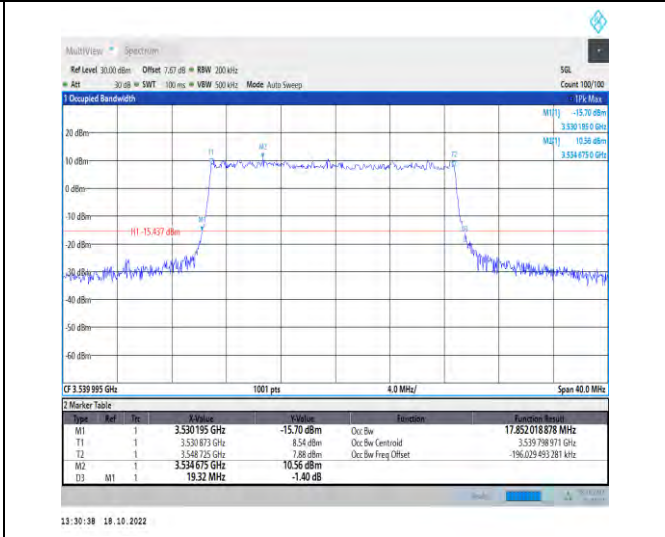 MultiView Spectrum
Ref Level 30.00 dBm Offset 7.67 dB RBW 200 kHz SGL
Att 30 dB SWT 100 ms VBW 500 kHz Mode Auto Sweep Count 100/100
1 Occupied Bandwidth 1Pk Max
M1[1] -15.70 dBm
3.530 195 0 GHz
M2[1] 10.56 dBm
3.534 675 0 GHz
20 dBm
T1 M2 T2
10 dBm
0 dBm
-10 dBm
M1
H1 -15.437 dBm
D3
-20 dBm
-30 dBm
-40 dBm
-50 dBm
-60 dBm
CF 3.539 995 GHz 1001 pts 4.0 MHz/ Span 40.0 MHz
2 Marker Table
Type Ref Trc X-Value Y-Value Function Function Result
M1 1 3.530 195 GHz -15.70 dBm Occ Bw 17.852 018 878 MHz
T1 1 3.530 873 GHz 8.54 dBm Occ Bw Centroid 3.539 798 971 GHz
T2 1 3.548 725 GHz 7.88 dBm Occ Bw Freq Offset -196.029 493 281 kHz
M2 1 3.534 675 GHz 10.56 dBm
D3 M1 1 19.32 MHz -1.40 dB
13:30:38 18.10.2022